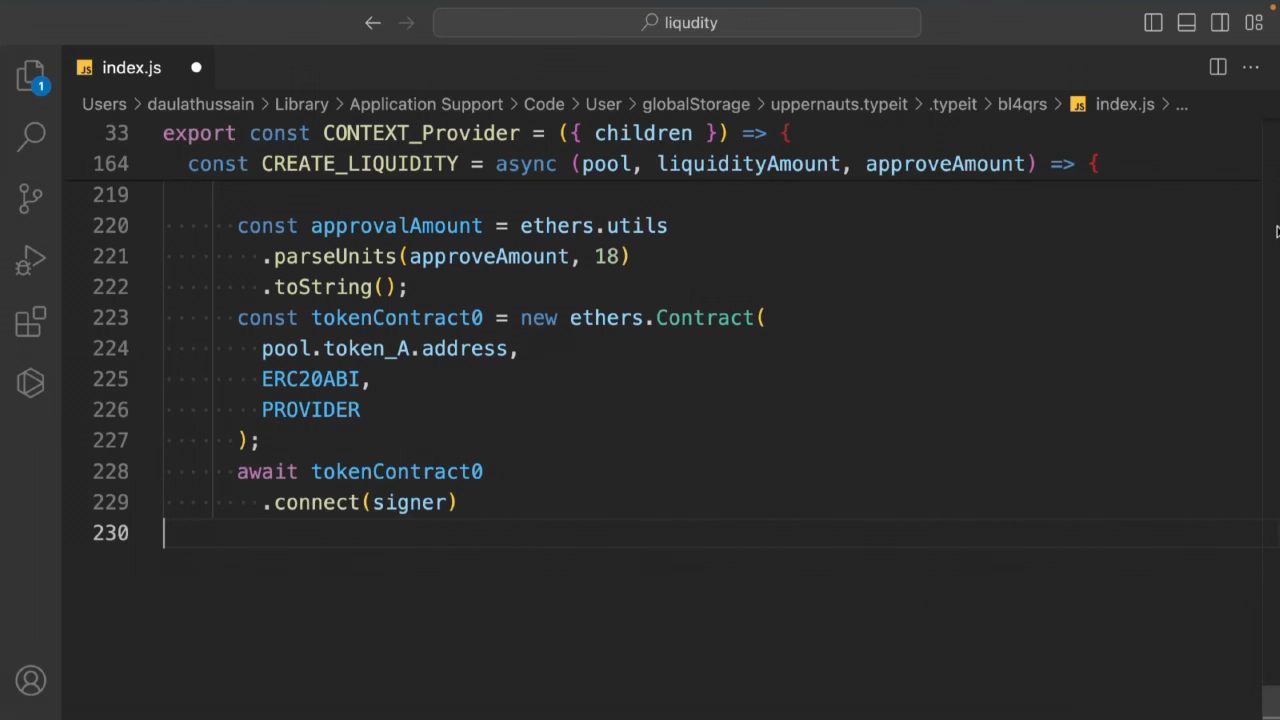 liqudity
JS index.js
1
Users > daulathussain > Library > Application Support > Code > User > globalStorage > uppernauts.typeit > .typeit > bl4qrs > JS index.js > ...
33 export const CONTEXT_Provider = ({ children }) => {
164 const CREATE_LIQUIDITY = async (pool, liquidityAmount, approveAmount) => {
219
220 const approvalAmount = ethers.utils
221 .parseUnits(approveAmount, 18)
222 .toString();
223 const tokenContract0 = new ethers.Contract(
224 pool.token_A.address,
225 ERC20ABI,
226 PROVIDER
227 );
228 await tokenContract0
229 .connect(signer)
230